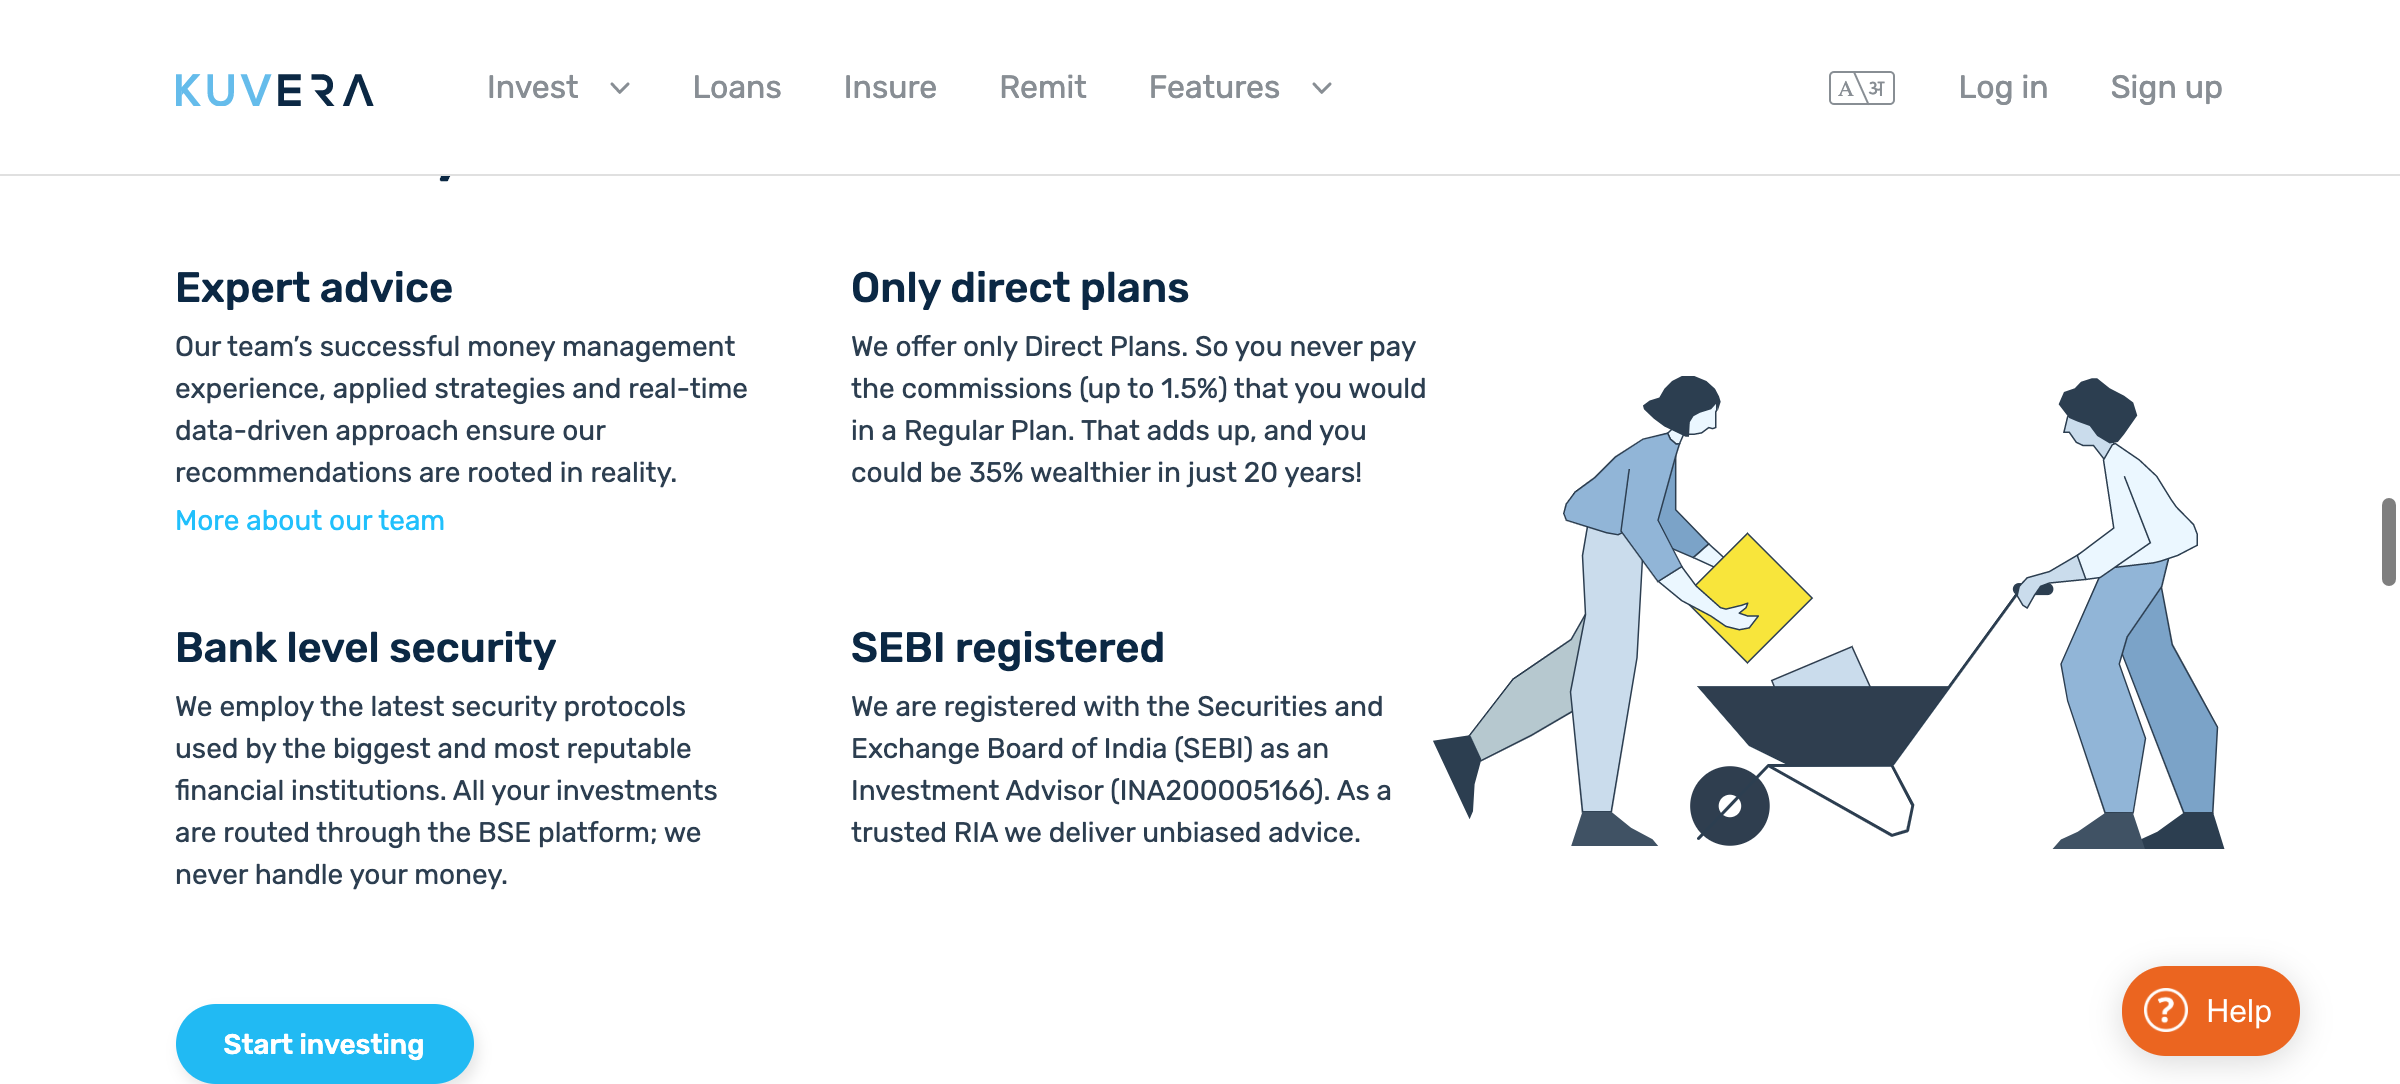 KUVERA
Invest
Loans
Insure
Remit
Features
A\अ
Log in
Sign up
Expert advice
Our team’s successful money management
experience, applied strategies and real-time
data-driven approach ensure our
recommendations are rooted in reality.
More about our team
Only direct plans
We offer only Direct Plans. So you never pay
the commissions (up to 1.5%) that you would
in a Regular Plan. That adds up, and you
could be 35% wealthier in just 20 years!
Bank level security
We employ the latest security protocols
used by the biggest and most reputable
financial institutions. All your investments
are routed through the BSE platform; we
never handle your money.
SEBI registered
We are registered with the Securities and
Exchange Board of India (SEBI) as an
Investment Advisor (INA200005166). As a
trusted RIA we deliver unbiased advice.
Start investing
? Help